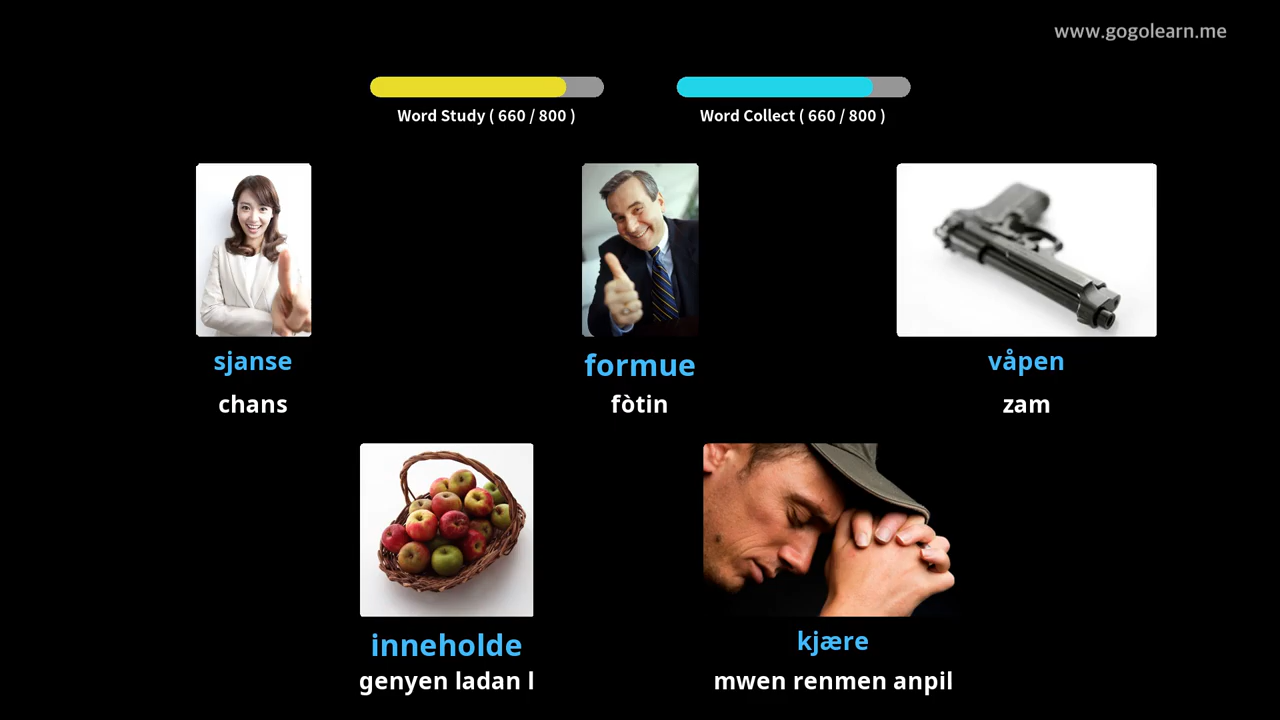 www.gogolearn.me
Word Study ( 660 / 800 )
Word Collect ( 660 / 800 )
sjanse
chans
formue
fòtin
våpen
zam
inneholde
genyen ladan l
kjære
mwen renmen anpil